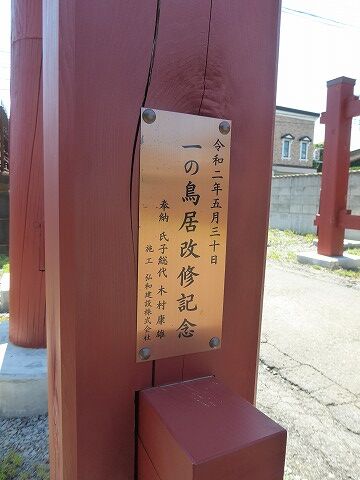 令和二年五月三十日
一の鳥居改修記念
奉納 氏子総代 木村康雄
施工 弘和建設株式会社